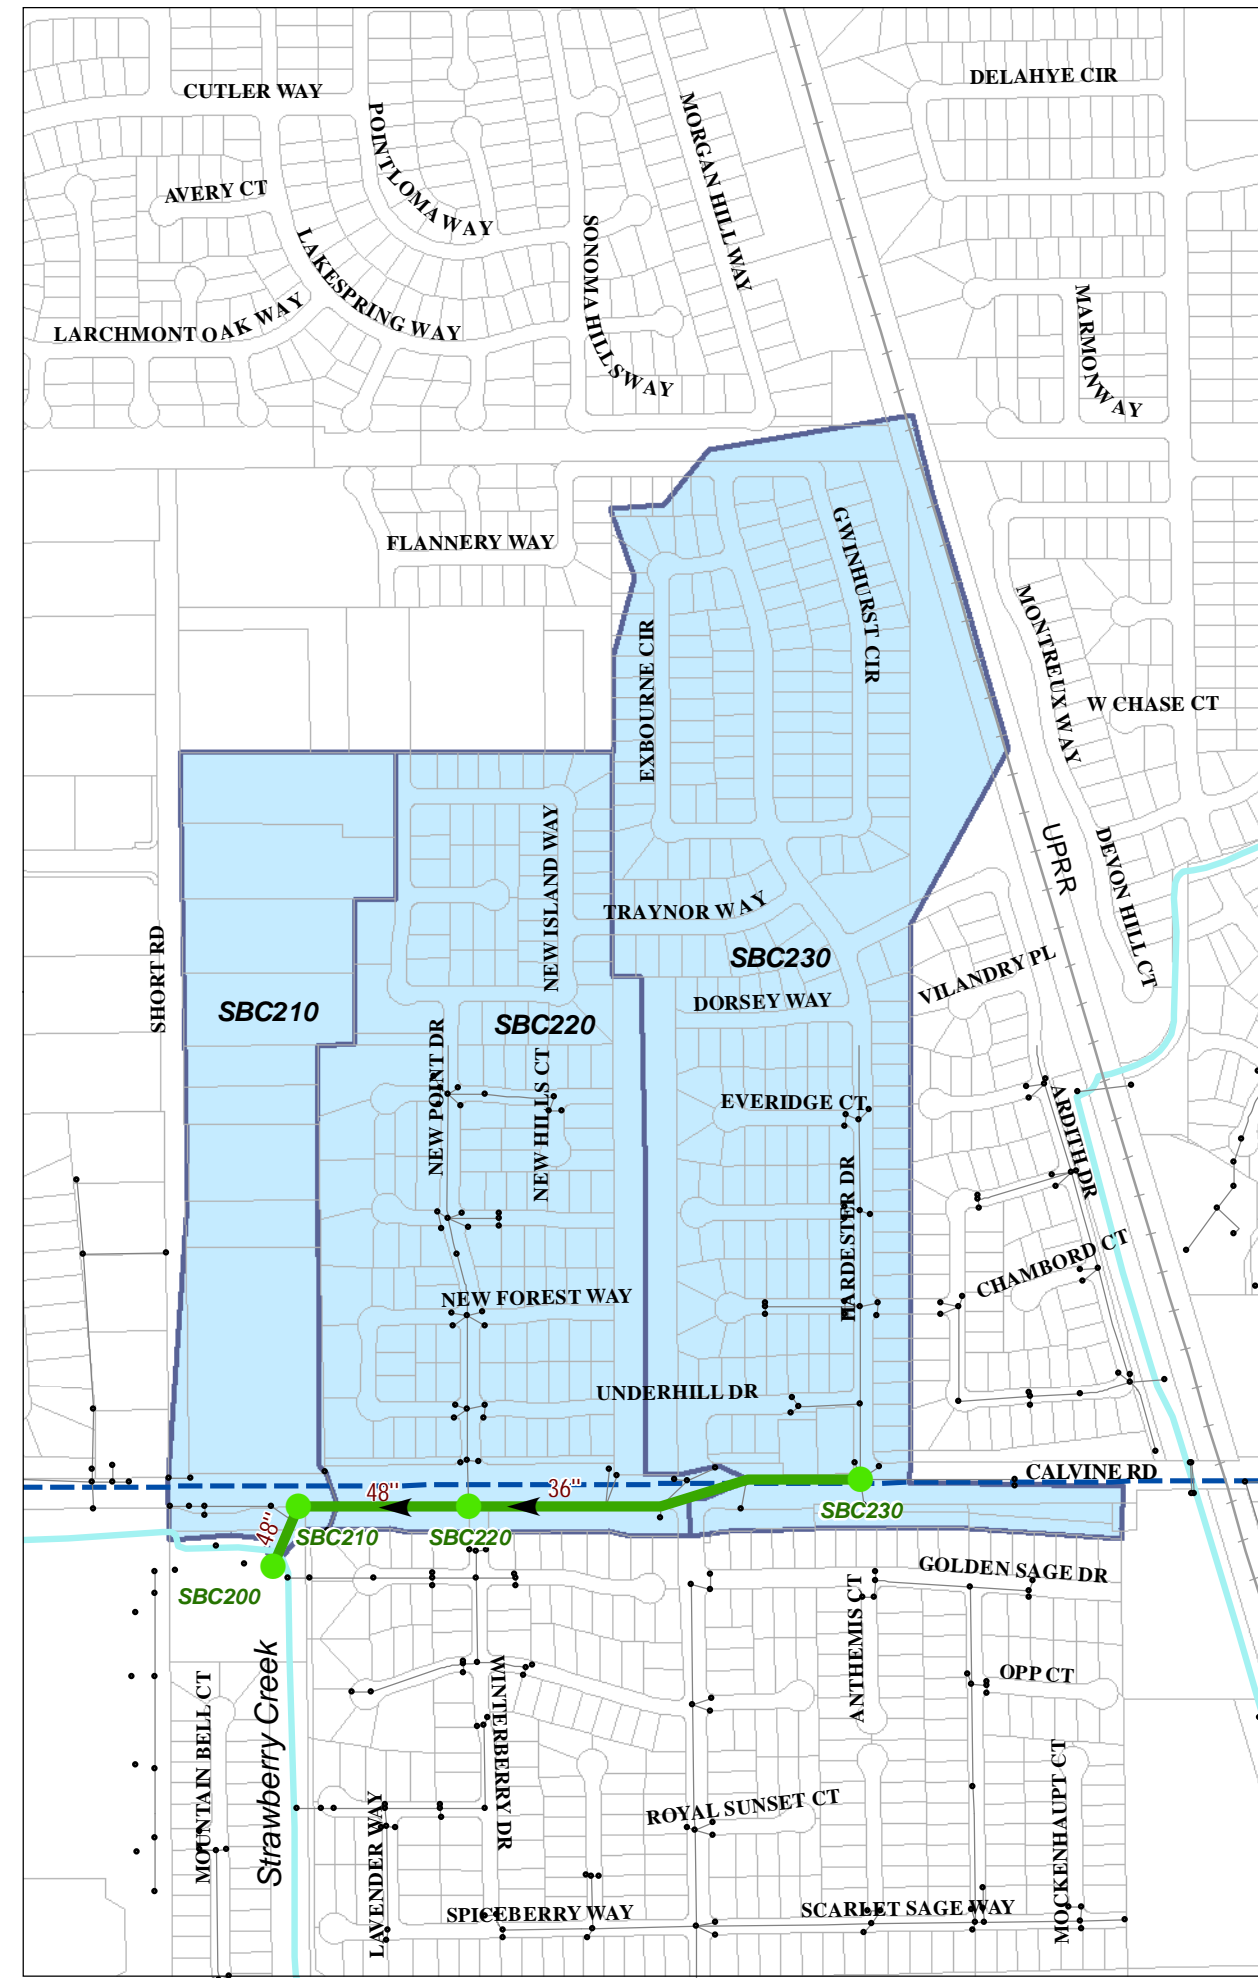 DELAHYE CIR
CUTLER WAY
POINT LOMA WAY
MORGAN HILL WAY
AVERY CT
SONOMA HILLS WAY
LAKESPRING WAY
MARMON WAY
LARCHMONT OAK WAY
GWINHURST CIR
FLANNERY WAY
MONTREUX WAY
EXBOURNE CIR
W CHASE CT
NEW ISLAND WAY
UPRR
DEVON HILL CT
TRAYNOR WAY
SHORT RD
SBC230
VILANDRY PL
DORSEY WAY
SBC210
SBC220
NEW POINT DR
NEW HILLS CT
EVERIDGE CT
ARDITH DR
HARDESTER DR
CHAMBORD CT
NEW FOREST WAY
UNDERHILL DR
CALVINE RD
48"
36"
SBC230
48"
SBC210
SBC220
GOLDEN SAGE DR
SBC200
ANTHEMIS CT
Strawberry Creek
MOUNTAIN BELL CT
WINTERBERRY DR
OPP CT
MOCKENHAUPT CT
ROYAL SUNSET CT
LAVENDER WAY
SPICEBERRY WAY
SCARLET SAGE WAY